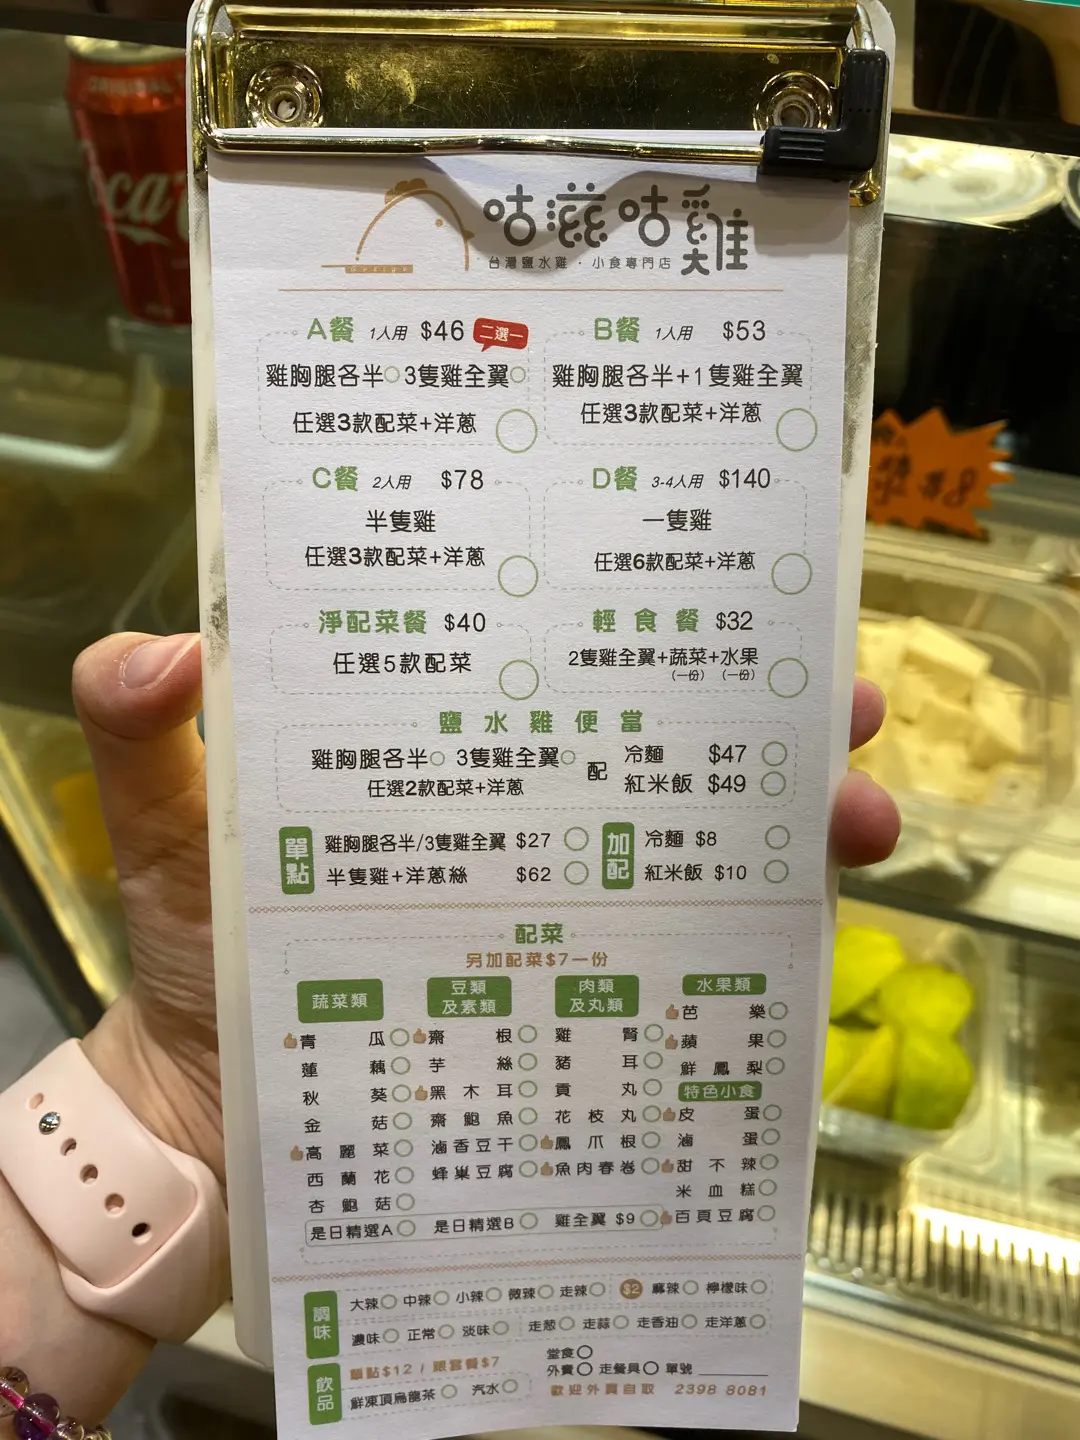 ORIGINAL
咕滋咕雞
台灣鹽水雞・小食專門店
A餐 1人用 $46 二選一
雞胸腿各半 3隻雞全翼
任選3款配菜+洋蔥
B餐 1人用 $53
雞胸腿各半+1隻雞全翼
任選3款配菜+洋蔥
C餐 2人用 $78
半隻雞
任選3款配菜+洋蔥
D餐 3-4人用 $140
一隻雞
任選6款配菜+洋蔥
淨配菜餐 $40
任選5款配菜
輕食餐 $32
2隻雞全翼+蔬菜+水果
(一份) (一份)
鹽水雞便當
雞胸腿各半 3隻雞全翼
任選2款配菜+洋蔥
配
冷麵 $47
紅米飯 $49
單點
雞胸腿各半/3隻雞全翼 $27
半隻雞+洋蔥絲 $62
加配
冷麵 $8
紅米飯 $10
配菜
另加配菜$7一份
蔬菜類
青瓜
蓮藕
秋葵
金菇
高麗菜
西蘭花
杏鮑菇
豆類及素類
齋根
芋絲
黑木耳
齋鮑魚
滷香豆干
蜂巢豆腐
肉類及丸類
雞腎
豬耳
貢丸
花枝丸
鳳爪根
魚肉春卷
水果類
芭樂
蘋果
鮮鳳梨
特色小食
皮蛋
滷蛋
甜不辣
米血糕
百頁豆腐
是日精選A 是日精選B 雞全翼 $9
調味
大辣 中辣 小辣 微辣 走辣 $2 麻辣 檸檬味
濃味 正常 淡味 走葱 走蒜 走香油 走洋蔥
飲品
單點$12 / 跟套餐$7
鮮凍頂烏龍茶 汽水
堂食
外賣 走餐具 單號
歡迎外賣自取 2398 8081
$8